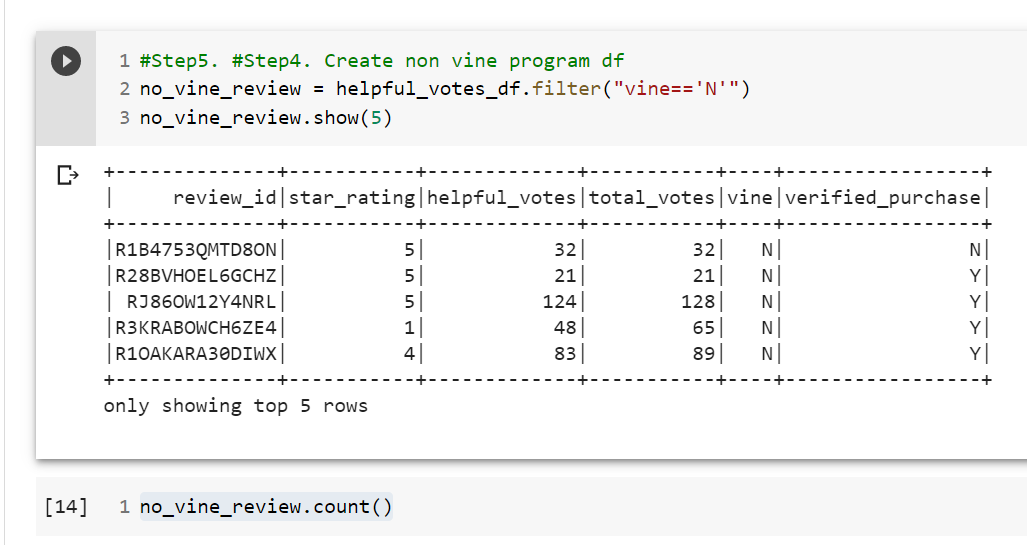 1 #Step5. #Step4. Create non vine program df
2 no_vine_review = helpful_votes_df.filter("vine=='N'")
3 no_vine_review.show(5)
+--------------+-----------+-------------+-----------+----+-----------------+
|     review_id|star_rating|helpful_votes|total_votes|vine|verified_purchase|
+--------------+-----------+-------------+-----------+----+-----------------+
|R1B4753QMTD8ON|          5|           32|         32|   N|                N|
|R28BVHOEL6GCHZ|          5|           21|         21|   N|                Y|
| RJ86OW12Y4NRL|          5|          124|        128|   N|                Y|
|R3KRABOWCH6ZE4|          1|           48|         65|   N|                Y|
|R1OAKARA30DIWX|          4|           83|         89|   N|                Y|
+--------------+-----------+-------------+-----------+----+-----------------+
only showing top 5 rows
[14] 1 no_vine_review.count()